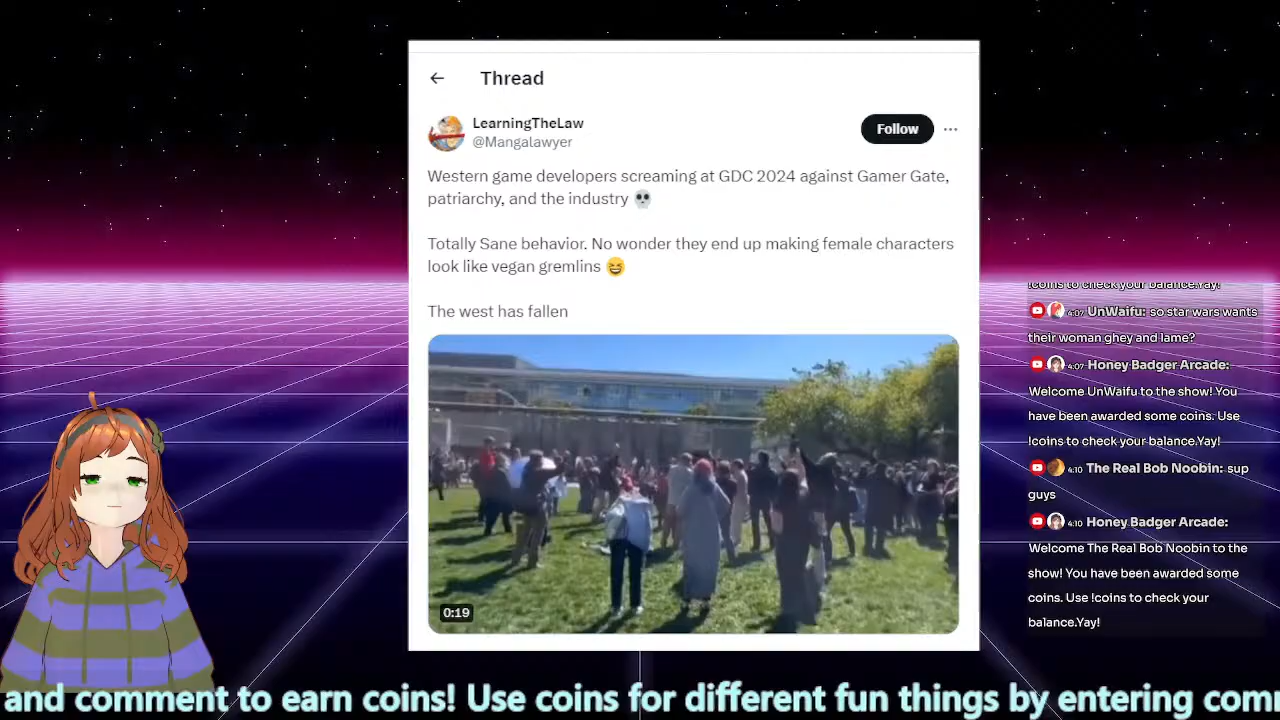 Thread
LearningTheLaw
@Mangalawyer
Follow
Western game developers screaming at GDC 2024 against Gamer Gate,
patriarchy, and the industry 💀
Totally Sane behavior. No wonder they end up making female characters
look like vegan gremlins 😆
The west has fallen
0:19
!coins to check your balance.Yay!
4:07 UnWaifu: so star wars wants
their woman ghey and lame?
4:07 Honey Badger Arcade:
Welcome UnWaifu to the show! You
have been awarded some coins. Use
!coins to check your balance.Yay!
4:10 The Real Bob Noobin: sup
guys
4:10 Honey Badger Arcade:
Welcome The Real Bob Noobin to the
show! You have been awarded some
coins. Use !coins to check your
balance.Yay!
and comment to earn coins! Use coins for different fun things by entering com